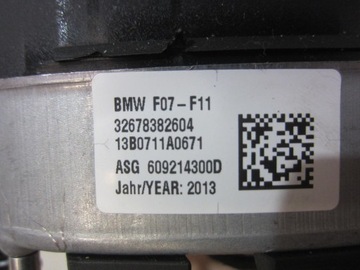 BMW F07-F11
32678382604
13B0711A0671
ASG 609214300D
Jahr/YEAR: 2013